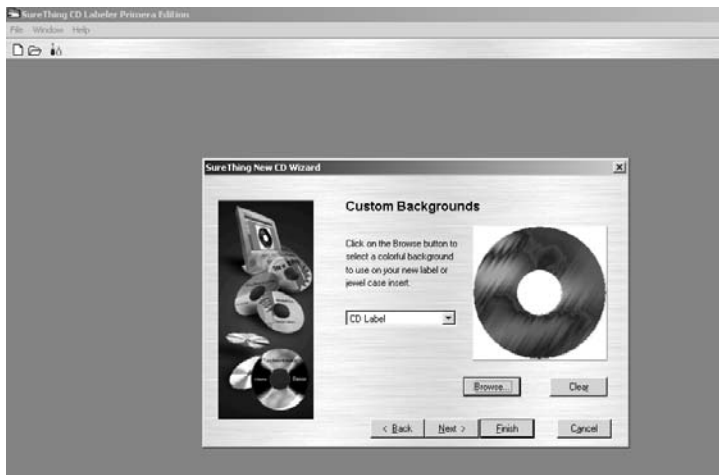 SureThing CD Labeler Primera Edition
File Window Help
SureThing New CD Wizard
Custom Backgrounds
Click on the Browse button to
select a colorful background
to use on your new label or
jewel case insert.
CD Label
Browse... Clear
< Back Next > Finish Cancel